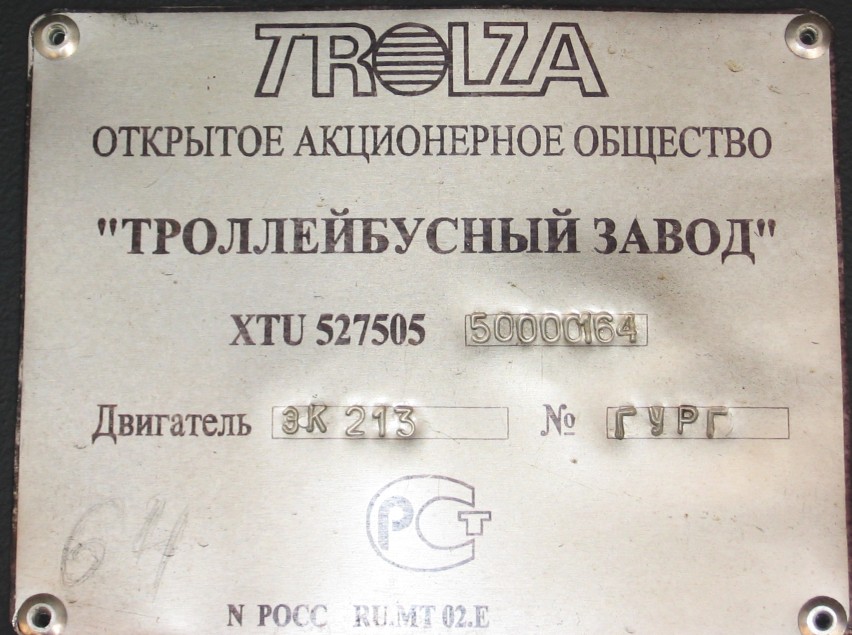 TROLZA
ОТКРЫТОЕ АКЦИОНЕРНОЕ ОБЩЕСТВО
"ТРОЛЛЕЙБУСНЫЙ ЗАВОД"
XTU 527505 50000164
Двигатель ЭК 213 № ГУРГ
РСТ
64
N РОСС RU.MT 02.E